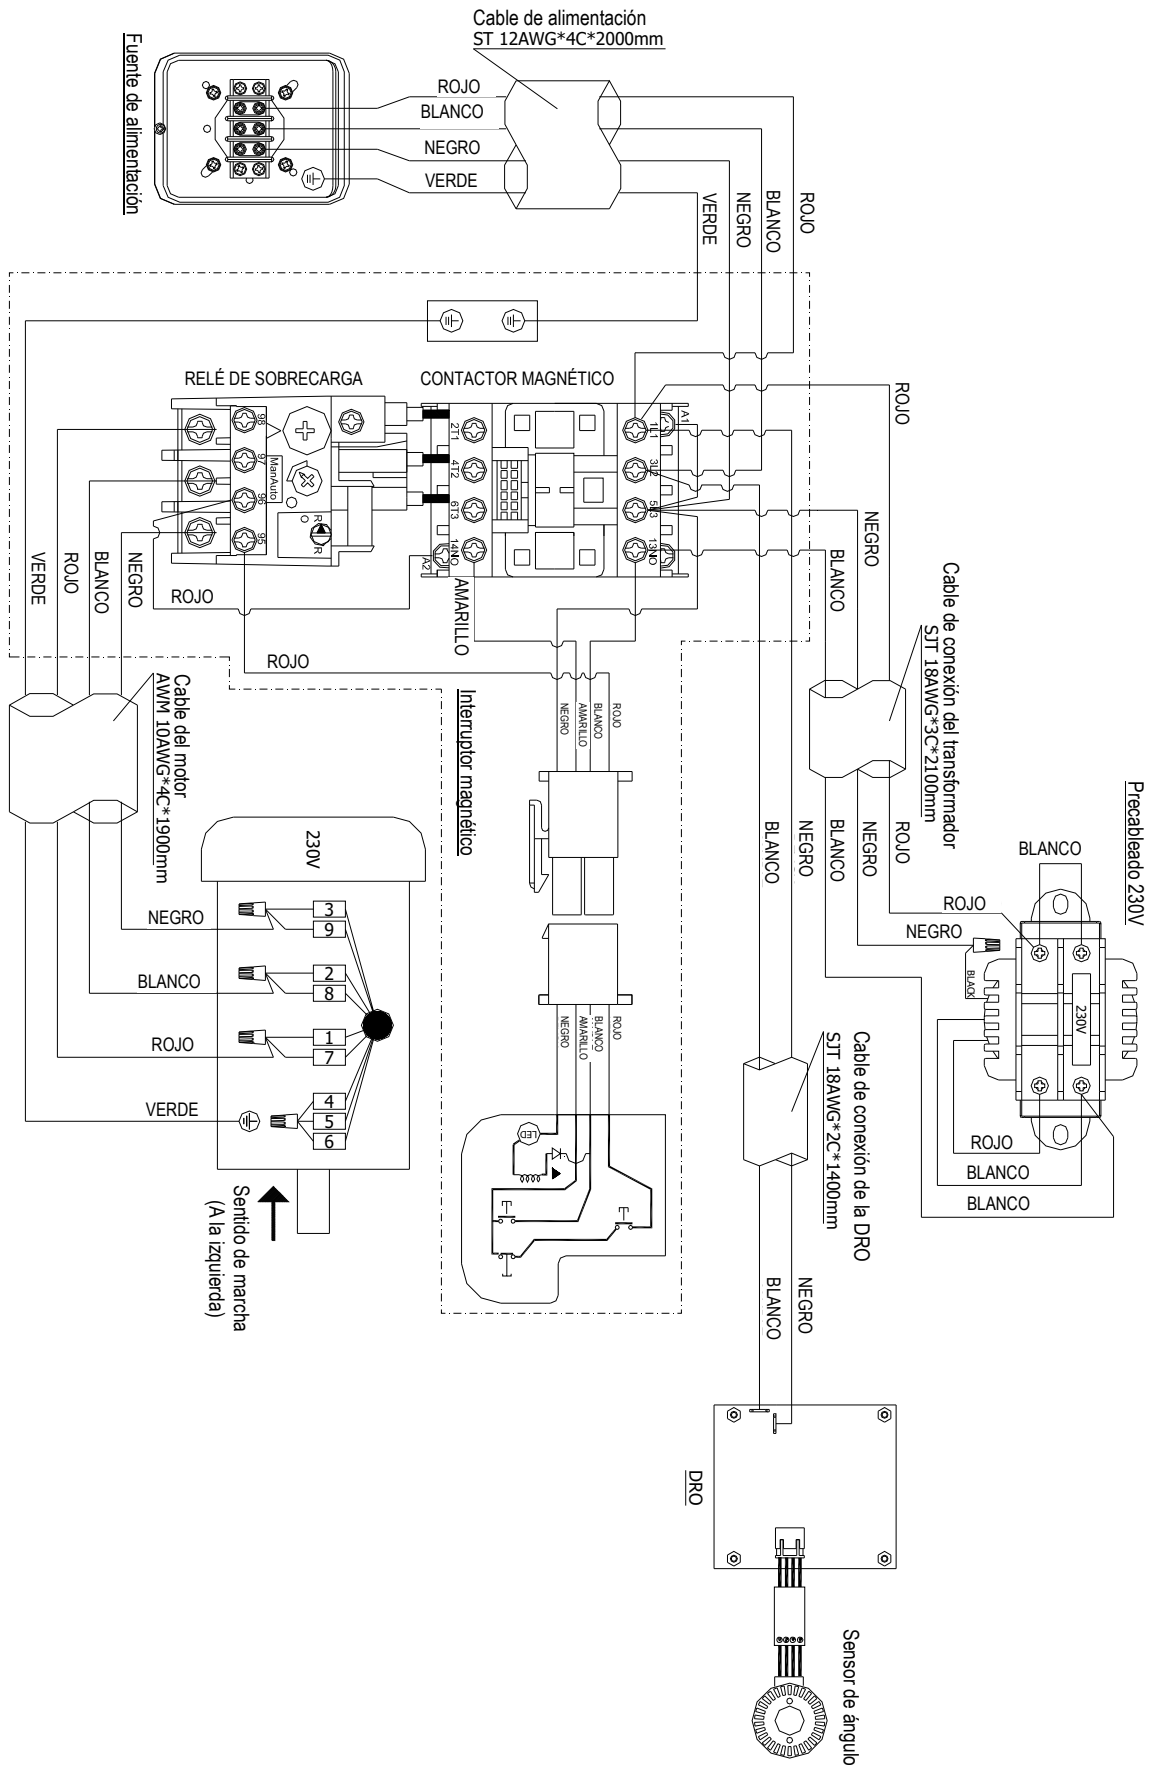 Cable de alimentación
ST 12AWG*4C*2000mm
Fuente de alimentación
ROJO
BLANCO
NEGRO
VERDE
VERDE
NEGRO
BLANCO
ROJO
RELÉ DE SOBRECARGA
CONTACTOR MAGNÉTICO
ROJO
98
97
96
95
ManAuto
R
R
2T1
4T2
6T3
14NO
A2
1L1
3L2
5L3
13NO
A1
VERDE
ROJO
BLANCO
NEGRO
ROJO
AMARILLO
ROJO
NEGRO
BLANCO
Cable de conexión del transformador
SJT 18AWG*3C*2100mm
Cable del motor
AWM 10AWG*4C*1900mm
Interruptor magnético
NEGRO
AMARILLO
BLANCO
ROJO
BLANCO
NEGRO
BLANCO
NEGRO
ROJO
Precableado 230V
BLANCO
ROJO
NEGRO
BLACK
230V
ROJO
BLANCO
BLANCO
230V
NEGRO
3
9
BLANCO
2
8
ROJO
1
7
VERDE
4
5
6
Sentido de marcha
(A la izquierda)
NEGRO
AMARILLO
BLANCO
ROJO
LED
Cable de conexión de la DRO
SJT 18AWG*2C*1400mm
BLANCO
NEGRO
DRO
Sensor de ángulo